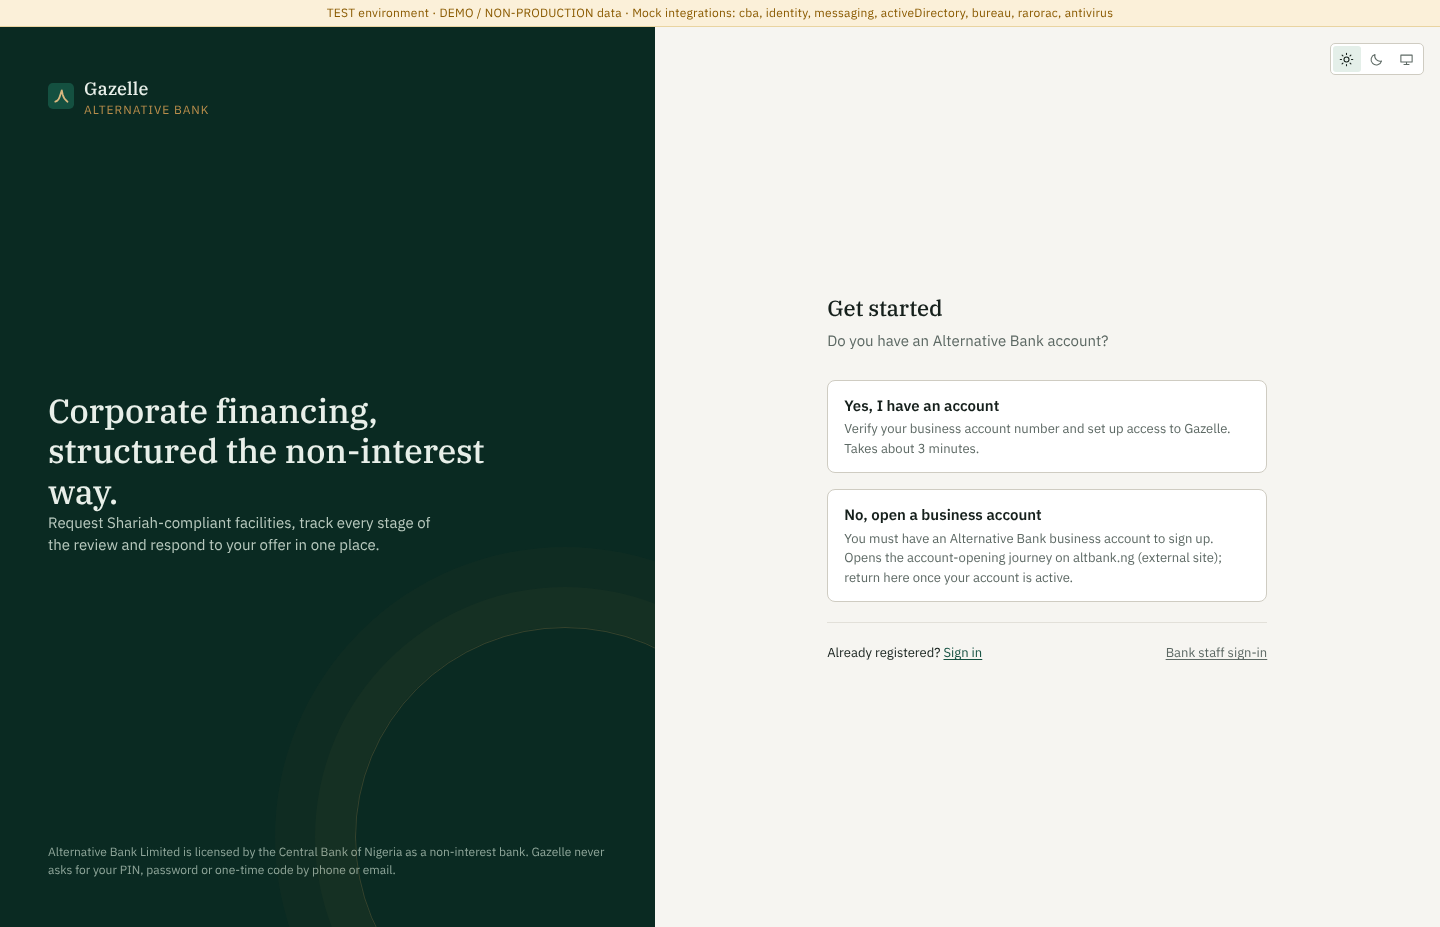 TEST environment · DEMO / NON-PRODUCTION data · Mock integrations: cba, identity, messaging, activeDirectory, bureau, rarorac, antivirus
Gazelle
ALTERNATIVE BANK
Corporate financing,
structured the non-interest
way.
Request Shariah-compliant facilities, track every stage of
the review and respond to your offer in one place.
Alternative Bank Limited is licensed by the Central Bank of Nigeria as a non-interest bank. Gazelle never
asks for your PIN, password or one-time code by phone or email.
Get started
Do you have an Alternative Bank account?
Yes, I have an account
Verify your business account number and set up access to Gazelle.
Takes about 3 minutes.
No, open a business account
You must have an Alternative Bank business account to sign up.
Opens the account-opening journey on altbank.ng (external site);
return here once your account is active.
Already registered? Sign in
Bank staff sign-in